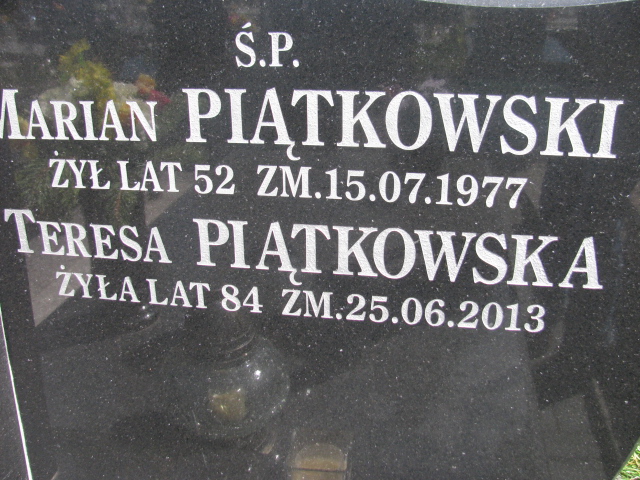 Ś.P.
MARIAN PIĄTKOWSKI
ŻYŁ LAT 52 ZM.15.07.1977
TERESA PIĄTKOWSKA
ŻYŁA LAT 84 ZM.25.06.2013